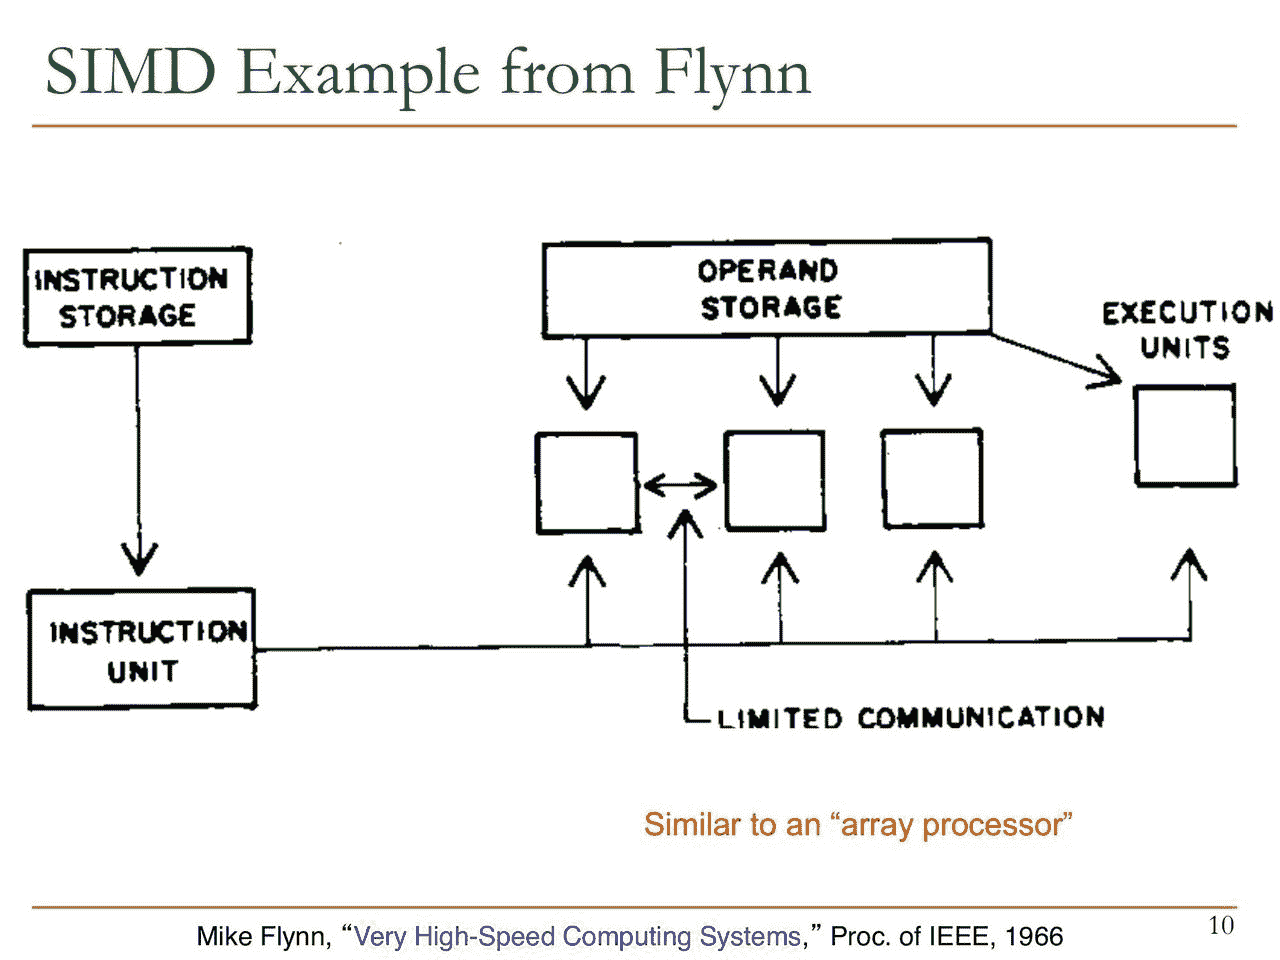 SIMD Example from Flynn
INSTRUCTION
STORAGE
OPERAND
STORAGE
EXECUTION
UNITS
INSTRUCTION
UNIT
LIMITED COMMUNICATION
Similar to an “array processor”
Mike Flynn, “Very High-Speed Computing Systems,” Proc. of IEEE, 1966
10